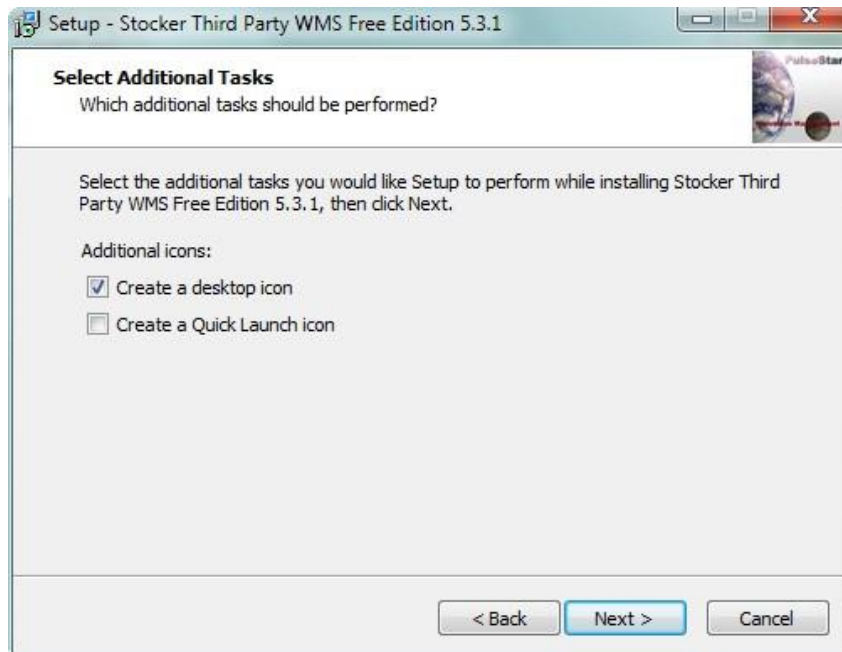 Setup - Stocker Third Party WMS Free Edition 5.3.1
Select Additional Tasks
Which additional tasks should be performed?
PulseStar
Select the additional tasks you would like Setup to perform while installing Stocker Third
Party WMS Free Edition 5.3.1, then click Next.
Additional icons:
Create a desktop icon
Create a Quick Launch icon
< Back
Next >
Cancel